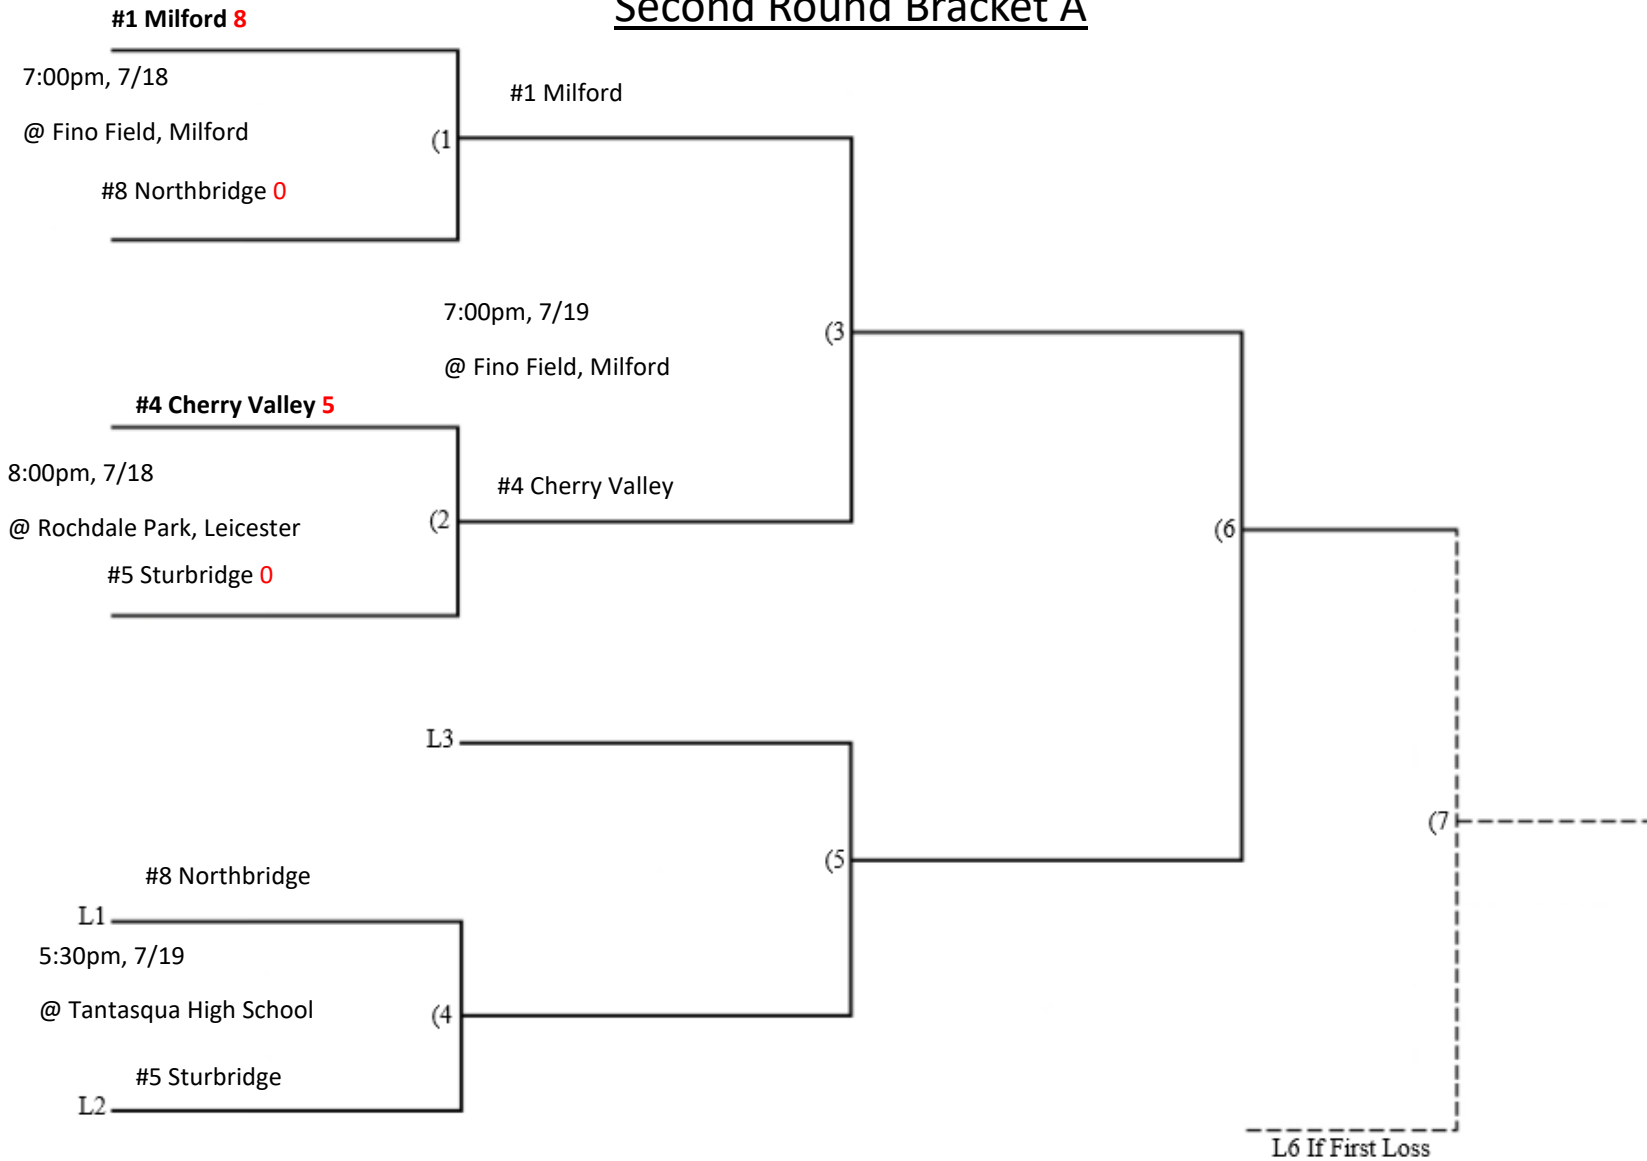 Second Round Bracket A
#1 Milford 8
7:00pm, 7/18
@ Fino Field, Milford
(1
#8 Northbridge 0
#1 Milford
7:00pm, 7/19
@ Fino Field, Milford
(3
#4 Cherry Valley 5
8:00pm, 7/18
@ Rochdale Park, Leicester
(2
#5 Sturbridge 0
#4 Cherry Valley
(6
L3
(5
(7
#8 Northbridge
L1
5:30pm, 7/19
@ Tantasqua High School
(4
#5 Sturbridge
L2
L6 If First Loss